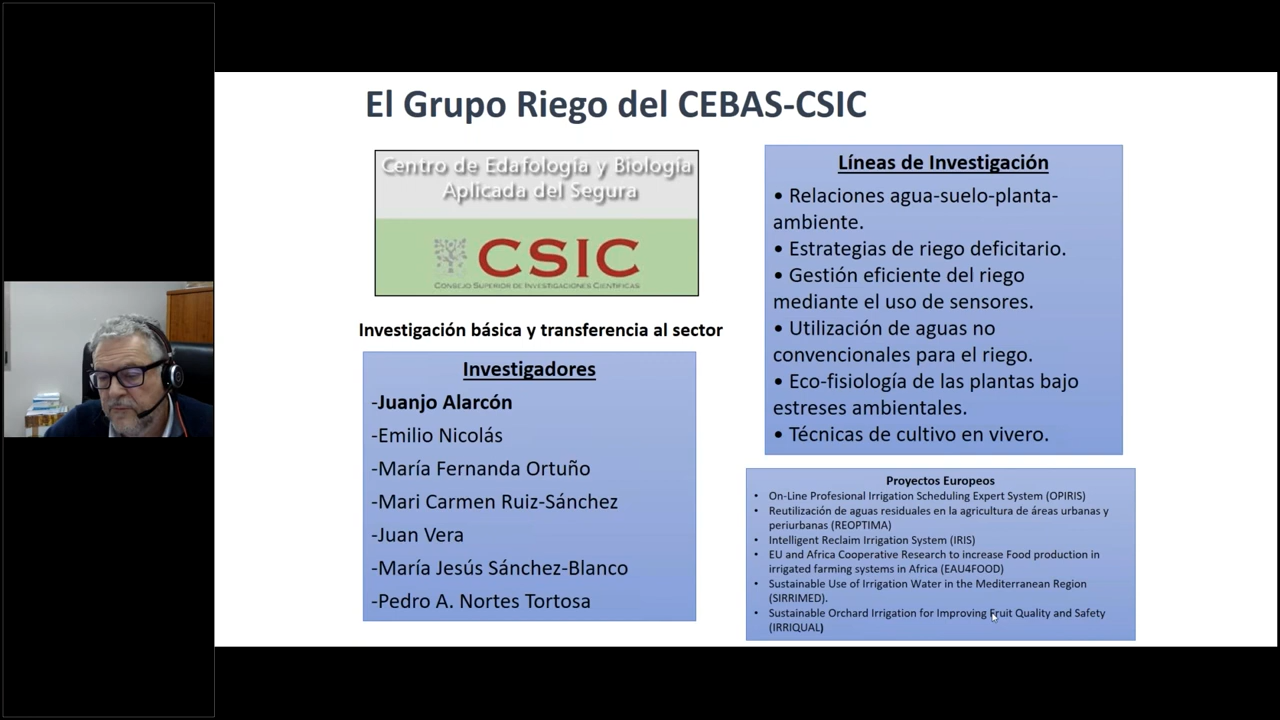 El Grupo Riego del CEBAS-CSIC
Centro de Edafología y Biología
Aplicada del Segura
CSIC
CONSEJO SUPERIOR DE INVESTIGACIONES CIENTÍFICAS
Investigación básica y transferencia al sector
Investigadores
-Juanjo Alarcón
-Emilio Nicolás
-María Fernanda Ortuño
-Mari Carmen Ruiz-Sánchez
-Juan Vera
-María Jesús Sánchez-Blanco
-Pedro A. Nortes Tortosa
Líneas de Investigación
• Relaciones agua-suelo-planta-
ambiente.
• Estrategias de riego deficitario.
• Gestión eficiente del riego
mediante el uso de sensores.
• Utilización de aguas no
convencionales para el riego.
• Eco-fisiología de las plantas bajo
estreses ambientales.
• Técnicas de cultivo en vivero.
Proyectos Europeos
• On-Line Profesional Irrigation Scheduling Expert System (OPIRIS)
• Reutilización de aguas residuales en la agricultura de áreas urbanas y
periurbanas (REOPTIMA)
• Intelligent Reclaim Irrigation System (IRIS)
• EU and Africa Cooperative Research to increase Food production in
irrigated farming systems in Africa (EAU4FOOD)
• Sustainable Use of Irrigation Water in the Mediterranean Region
(SIRRIMED).
• Sustainable Orchard Irrigation for Improving Fruit Quality and Safety
(IRRIQUAL)